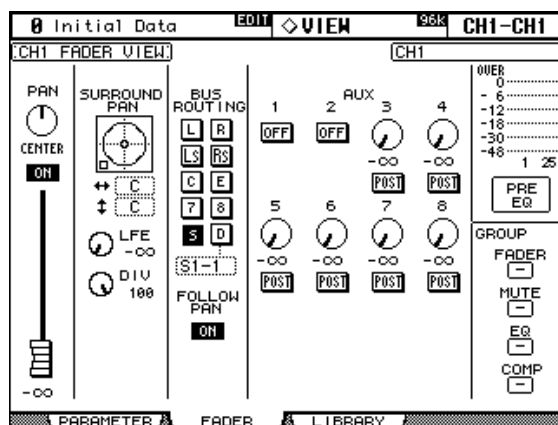 0 Initial Data EDIT ◇VIEW 96k CH1-CH1
CH1 FADER VIEW CH1
PAN
CENTER
ON
-∞
SURROUND
PAN
↔ C
↕ C
LFE
-∞
DIV
100
BUS
ROUTING
L R
LS RS
C E
7 8
S D
S1-1
FOLLOW
PAN
ON
AUX
1 2 3 4
OFF OFF -∞ -∞
POST POST
5 6 7 8
-∞ -∞ -∞ -∞
POST POST POST POST
OVER
0
-6
-12
-18
-30
-48
1 25
PRE
EQ
GROUP
FADER
-
MUTE
-
EQ
-
COMP
-
PARAMETER FADER LIBRARY